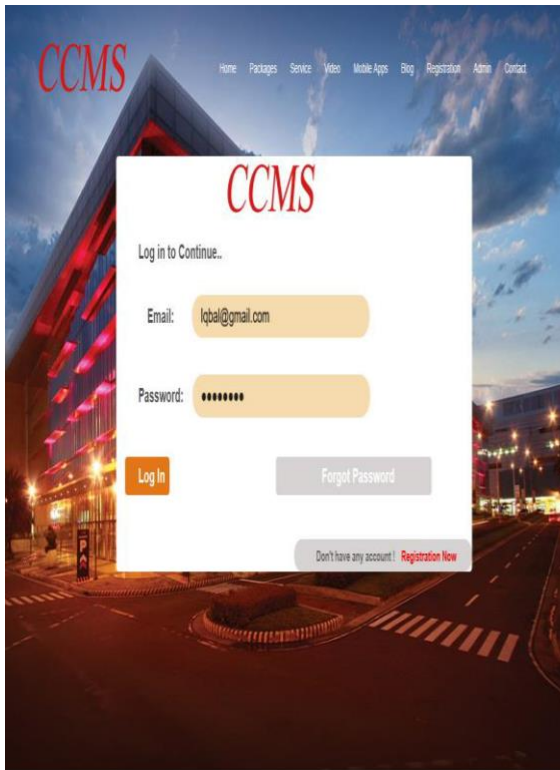 CCMS
Home Packages Service Video Mobile Apps Blog Registration Admin Contact
CCMS
Log in to Continue..
Email: Iqbal@gmail.com
Password: ••••••••
Log In Forgot Password
Don't have any account ! Registration Now
P